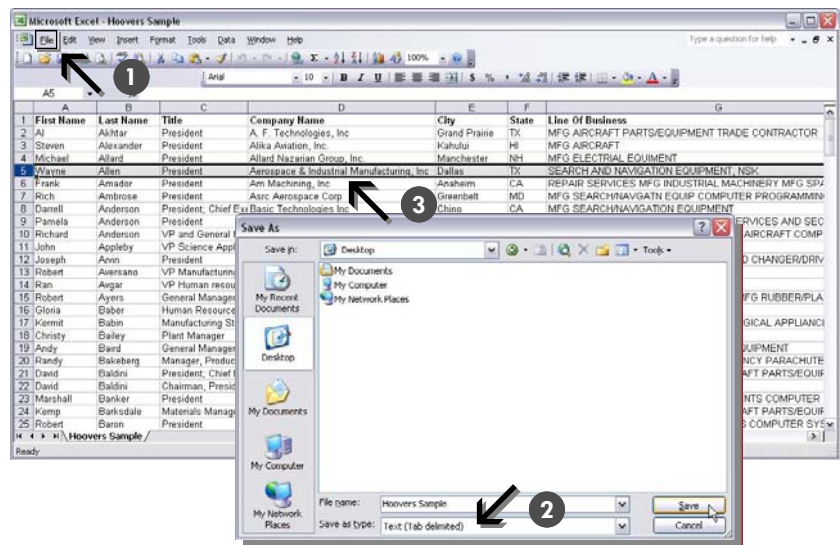 Microsoft Excel - Hoovers Sample
File Edit View Insert Format Tools Data Window Help Type a question for help
Arial 10 B I U $ %
100%
A5
A B C D E F G
1 First Name Last Name Title Company Name City State Line Of Business
2 Al Akhtar President A. F. Technologies, Inc Grand Prairie TX MFG AIRCRAFT PARTS/EQUIPMENT TRADE CONTRACTOR
3 Steven Alexander President Alika Aviation, Inc. Kahului HI MFG AIRCRAFT
4 Michael Allard President Allard Nazarian Group, Inc. Manchester NH MFG ELECTRIAL EQUIMENT
5 Wayne Allen President Aerospace & Industrial Manufacturing, Inc Dallas TX SEARCH AND NAVIGATION EQUIPMENT, NSK
6 Frank Amador President Am Machining, Inc Anaheim CA REPAIR SERVICES MFG INDUSTRIAL MACHINERY MFG SPA
7 Rich Ambrose President Asrc Aerospace Corp Greenbelt MD MFG SEARCH/NAVGATN EQUIP COMPUTER PROGRAMMING
8 Darrell Anderson President; Chief Ex Basic Technologies Inc Chino CA MFG SEARCH/NAVIGATION EQUIPMENT
9 Pamela Anderson President ERVICES AND SEC
10 Richard Anderson VP and General AIRCRAFT COMP
11 John Appleby VP Science Appl
12 Joseph Arvin President D CHANGER/DRIV
13 Robert Aversano VP Manufacturin
14 Ran Avgar VP Human resou
15 Robert Ayers General Manager FG RUBBER/PLA
16 Gloria Baber Human Resource
17 Kermit Babin Manufacturing St GICAL APPLIANC
18 Christy Bailey Plant Manager
19 Andy Baird General Manager QUIPMENT
20 Randy Bakeberg Manager, Produc NCY PARACHUTE
21 David Baldini President; Chief AFT PARTS/EQUIF
22 David Baldini Chairman, Presid
23 Marshall Banker President NTS COMPUTER
24 Kemp Barksdale Materials Manag AFT PARTS/EQUIF
25 Robert Baron President S COMPUTER SYS
Hoovers Sample
Ready
1
3
Save As
Save in: Desktop Tools
My Documents
My Computer
My Network Places
My Recent
Documents
Desktop
My Documents
My Computer
My Network
Places
File name: Hoovers Sample Save
Save as type: Text (Tab delimited) Cancel
2